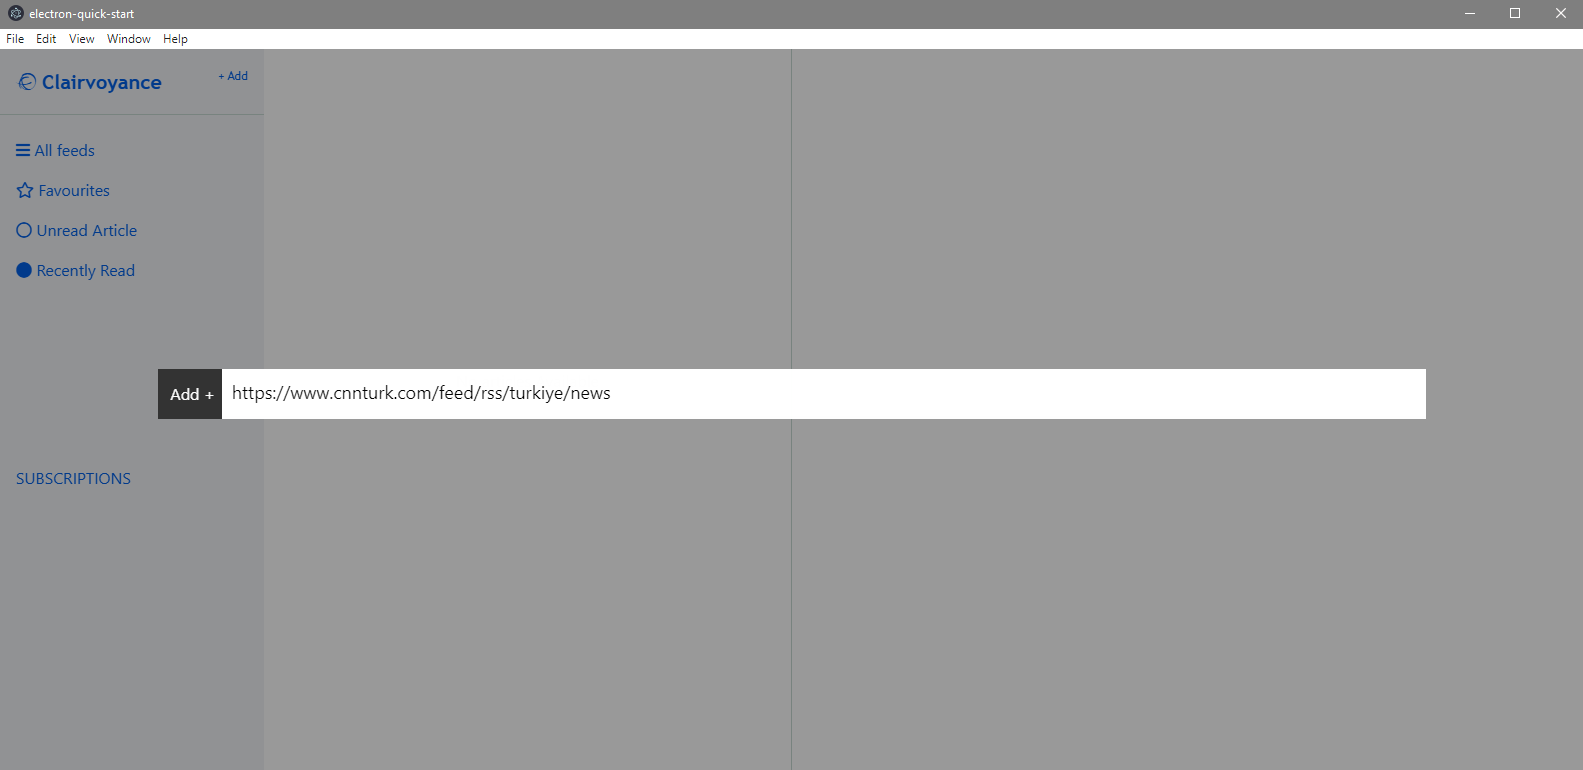 electron-quick-start
File Edit View Window Help
Clairvoyance
+ Add
All feeds
Favourites
Unread Article
Recently Read
Add + https://www.cnnturk.com/feed/rss/turkiye/news
SUBSCRIPTIONS